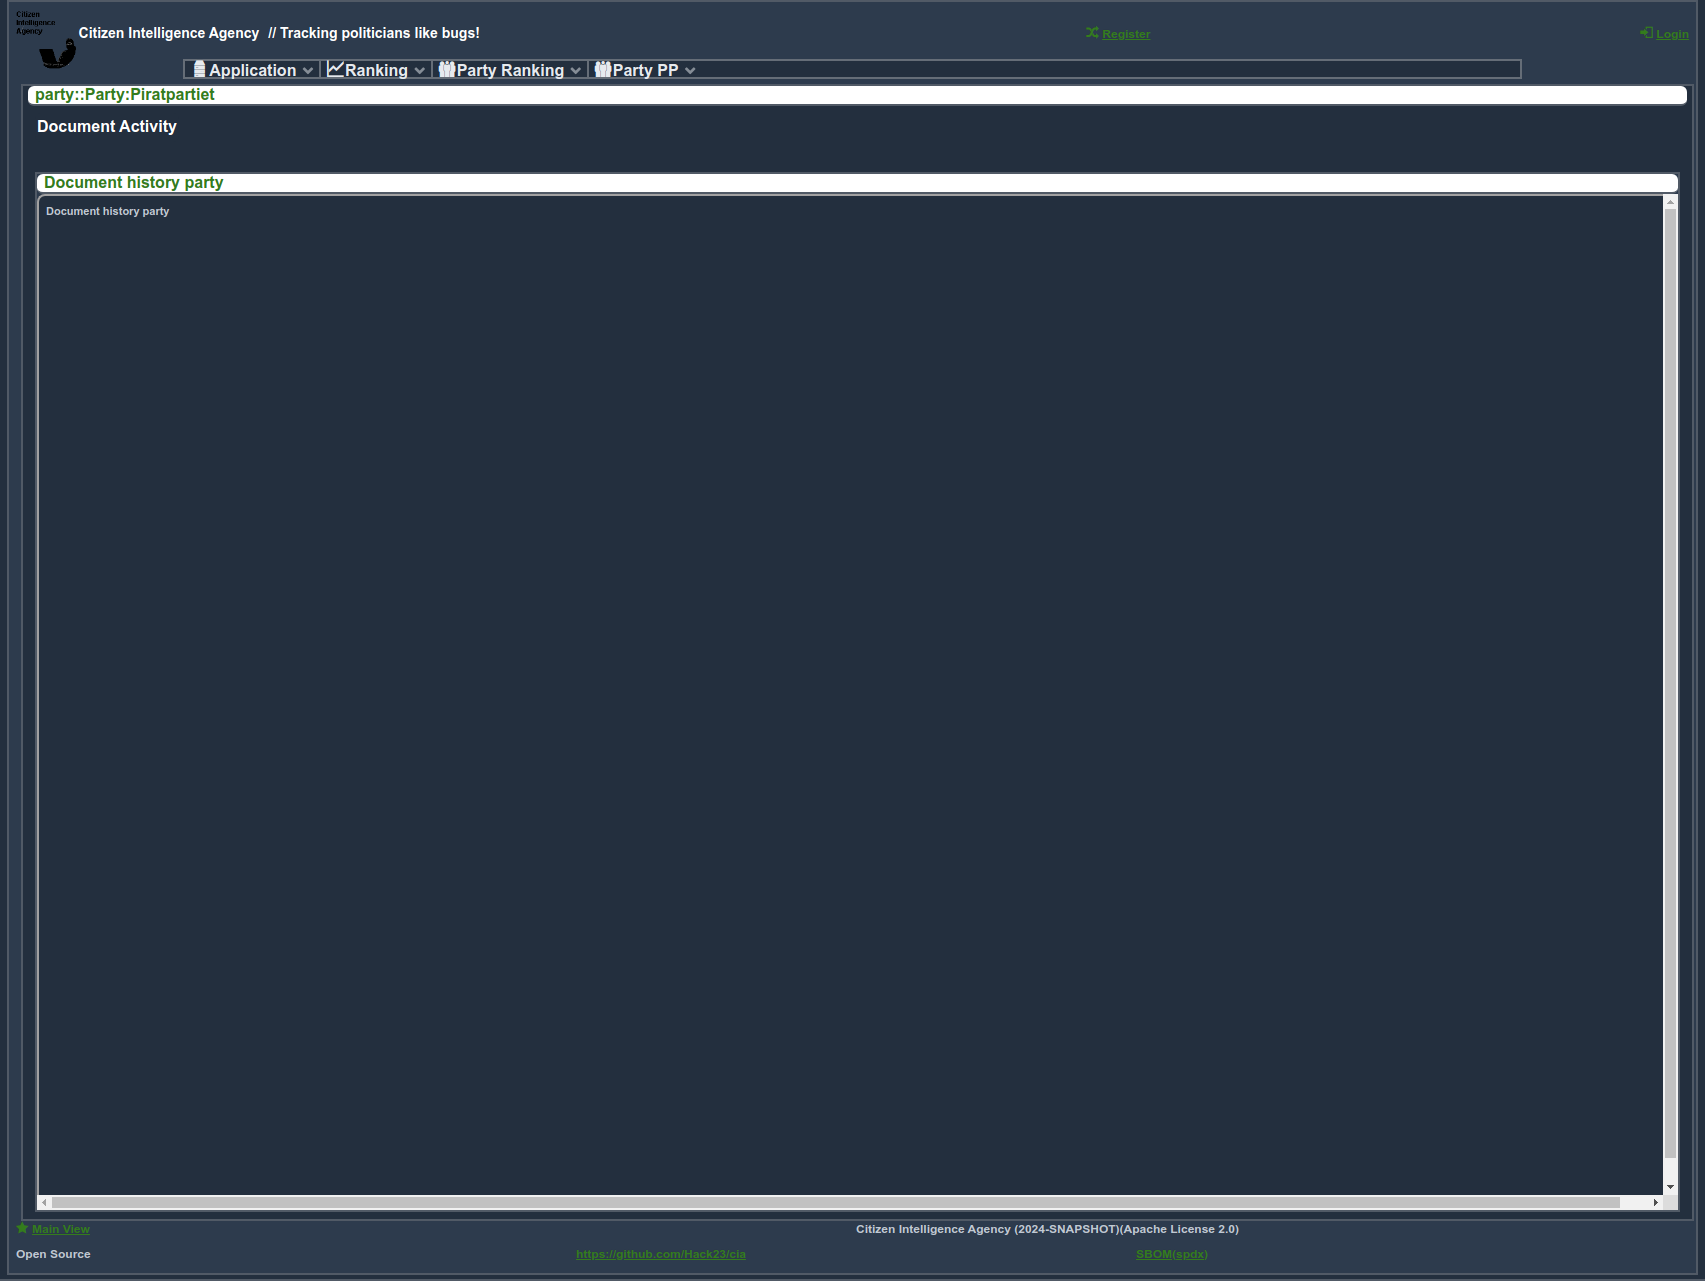 Citizen
Intelligence
Agency
Citizen Intelligence Agency // Tracking politicians like bugs!
Register
Login
Application
Ranking
Party Ranking
Party PP
party::Party:Piratpartiet
Document Activity
Document history party
Document history party
Main View
Citizen Intelligence Agency (2024-SNAPSHOT)(Apache License 2.0)
Open Source
https://github.com/Hack23/cia
SBOM(spdx)